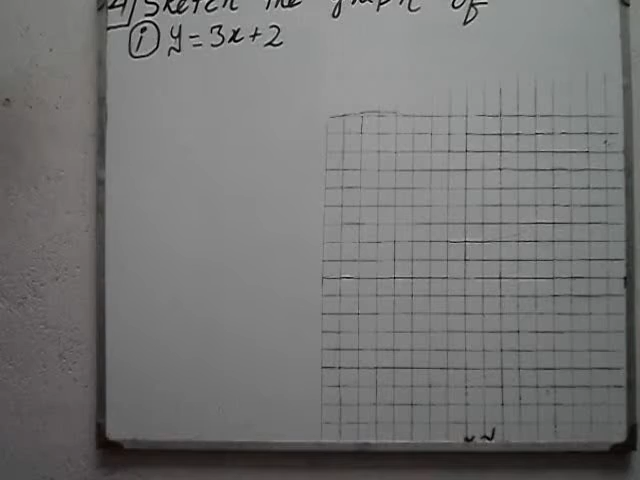 4] Sketch the graph of
(i) y = 3x + 2